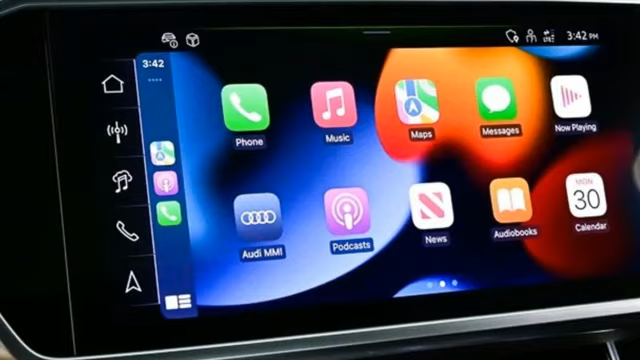 3:42 PM
3:42
Phone
Music
Maps
Messages
Now Playing
Audi MMI
Podcasts
News
Audiobooks
MON
30
Calendar